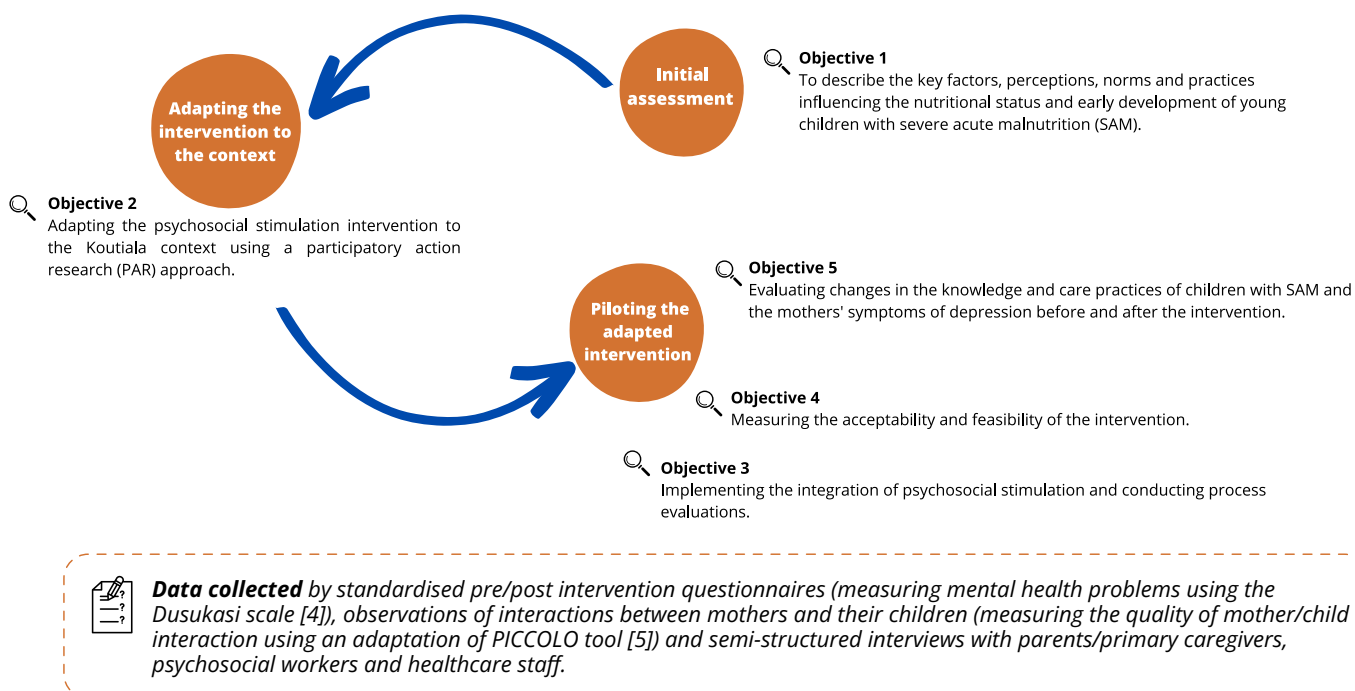 Initial
assessment
Objective 1
To describe the key factors, perceptions, norms and practices
influencing the nutritional status and early development of young
children with severe acute malnutrition (SAM).
Adapting the
intervention to
the context
Objective 2
Adapting the psychosocial stimulation intervention to
the Koutiala context using a participatory action
research (PAR) approach.
Piloting the
adapted
intervention
Objective 5
Evaluating changes in the knowledge and care practices of children with SAM and
the mothers' symptoms of depression before and after the intervention.
Objective 4
Measuring the acceptability and feasibility of the intervention.
Objective 3
Implementing the integration of psychosocial stimulation and conducting process
evaluations.
Data collected by standardised pre/post intervention questionnaires (measuring mental health problems using the
Dusukasi scale [4]), observations of interactions between mothers and their children (measuring the quality of mother/child
interaction using an adaptation of PICCOLO tool [5]) and semi-structured interviews with parents/primary caregivers,
psychosocial workers and healthcare staff.